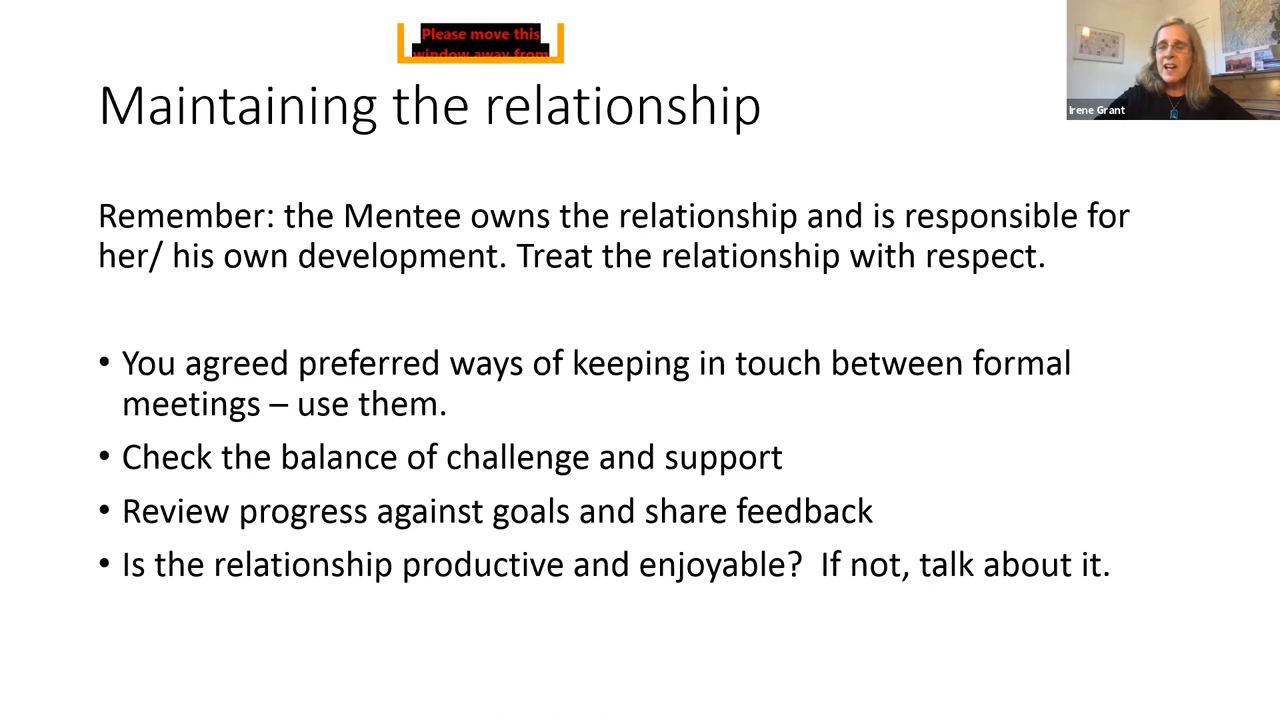 Please move this
window away from
Irene Grant
Maintaining the relationship
Remember: the Mentee owns the relationship and is responsible for
her/ his own development. Treat the relationship with respect.
• You agreed preferred ways of keeping in touch between formal
meetings – use them.
• Check the balance of challenge and support
• Review progress against goals and share feedback
• Is the relationship productive and enjoyable?  If not, talk about it.